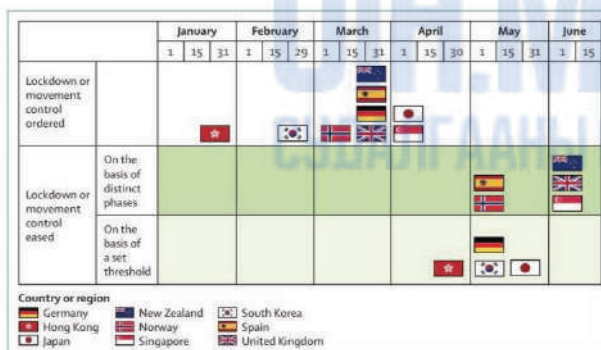 January February March April May June
1 15 31 1 15 29 1 15 31 1 15 30 1 15 31 1 15
Lockdown or
movement
control
ordered
Lockdown or
movement
control
eased
On the
basis of
distinct
phases
On the
basis of
a set
threshold
Country or region
Germany New Zealand South Korea
Hong Kong Norway Spain
Japan Singapore United Kingdom
СУДАЛГААНЫ